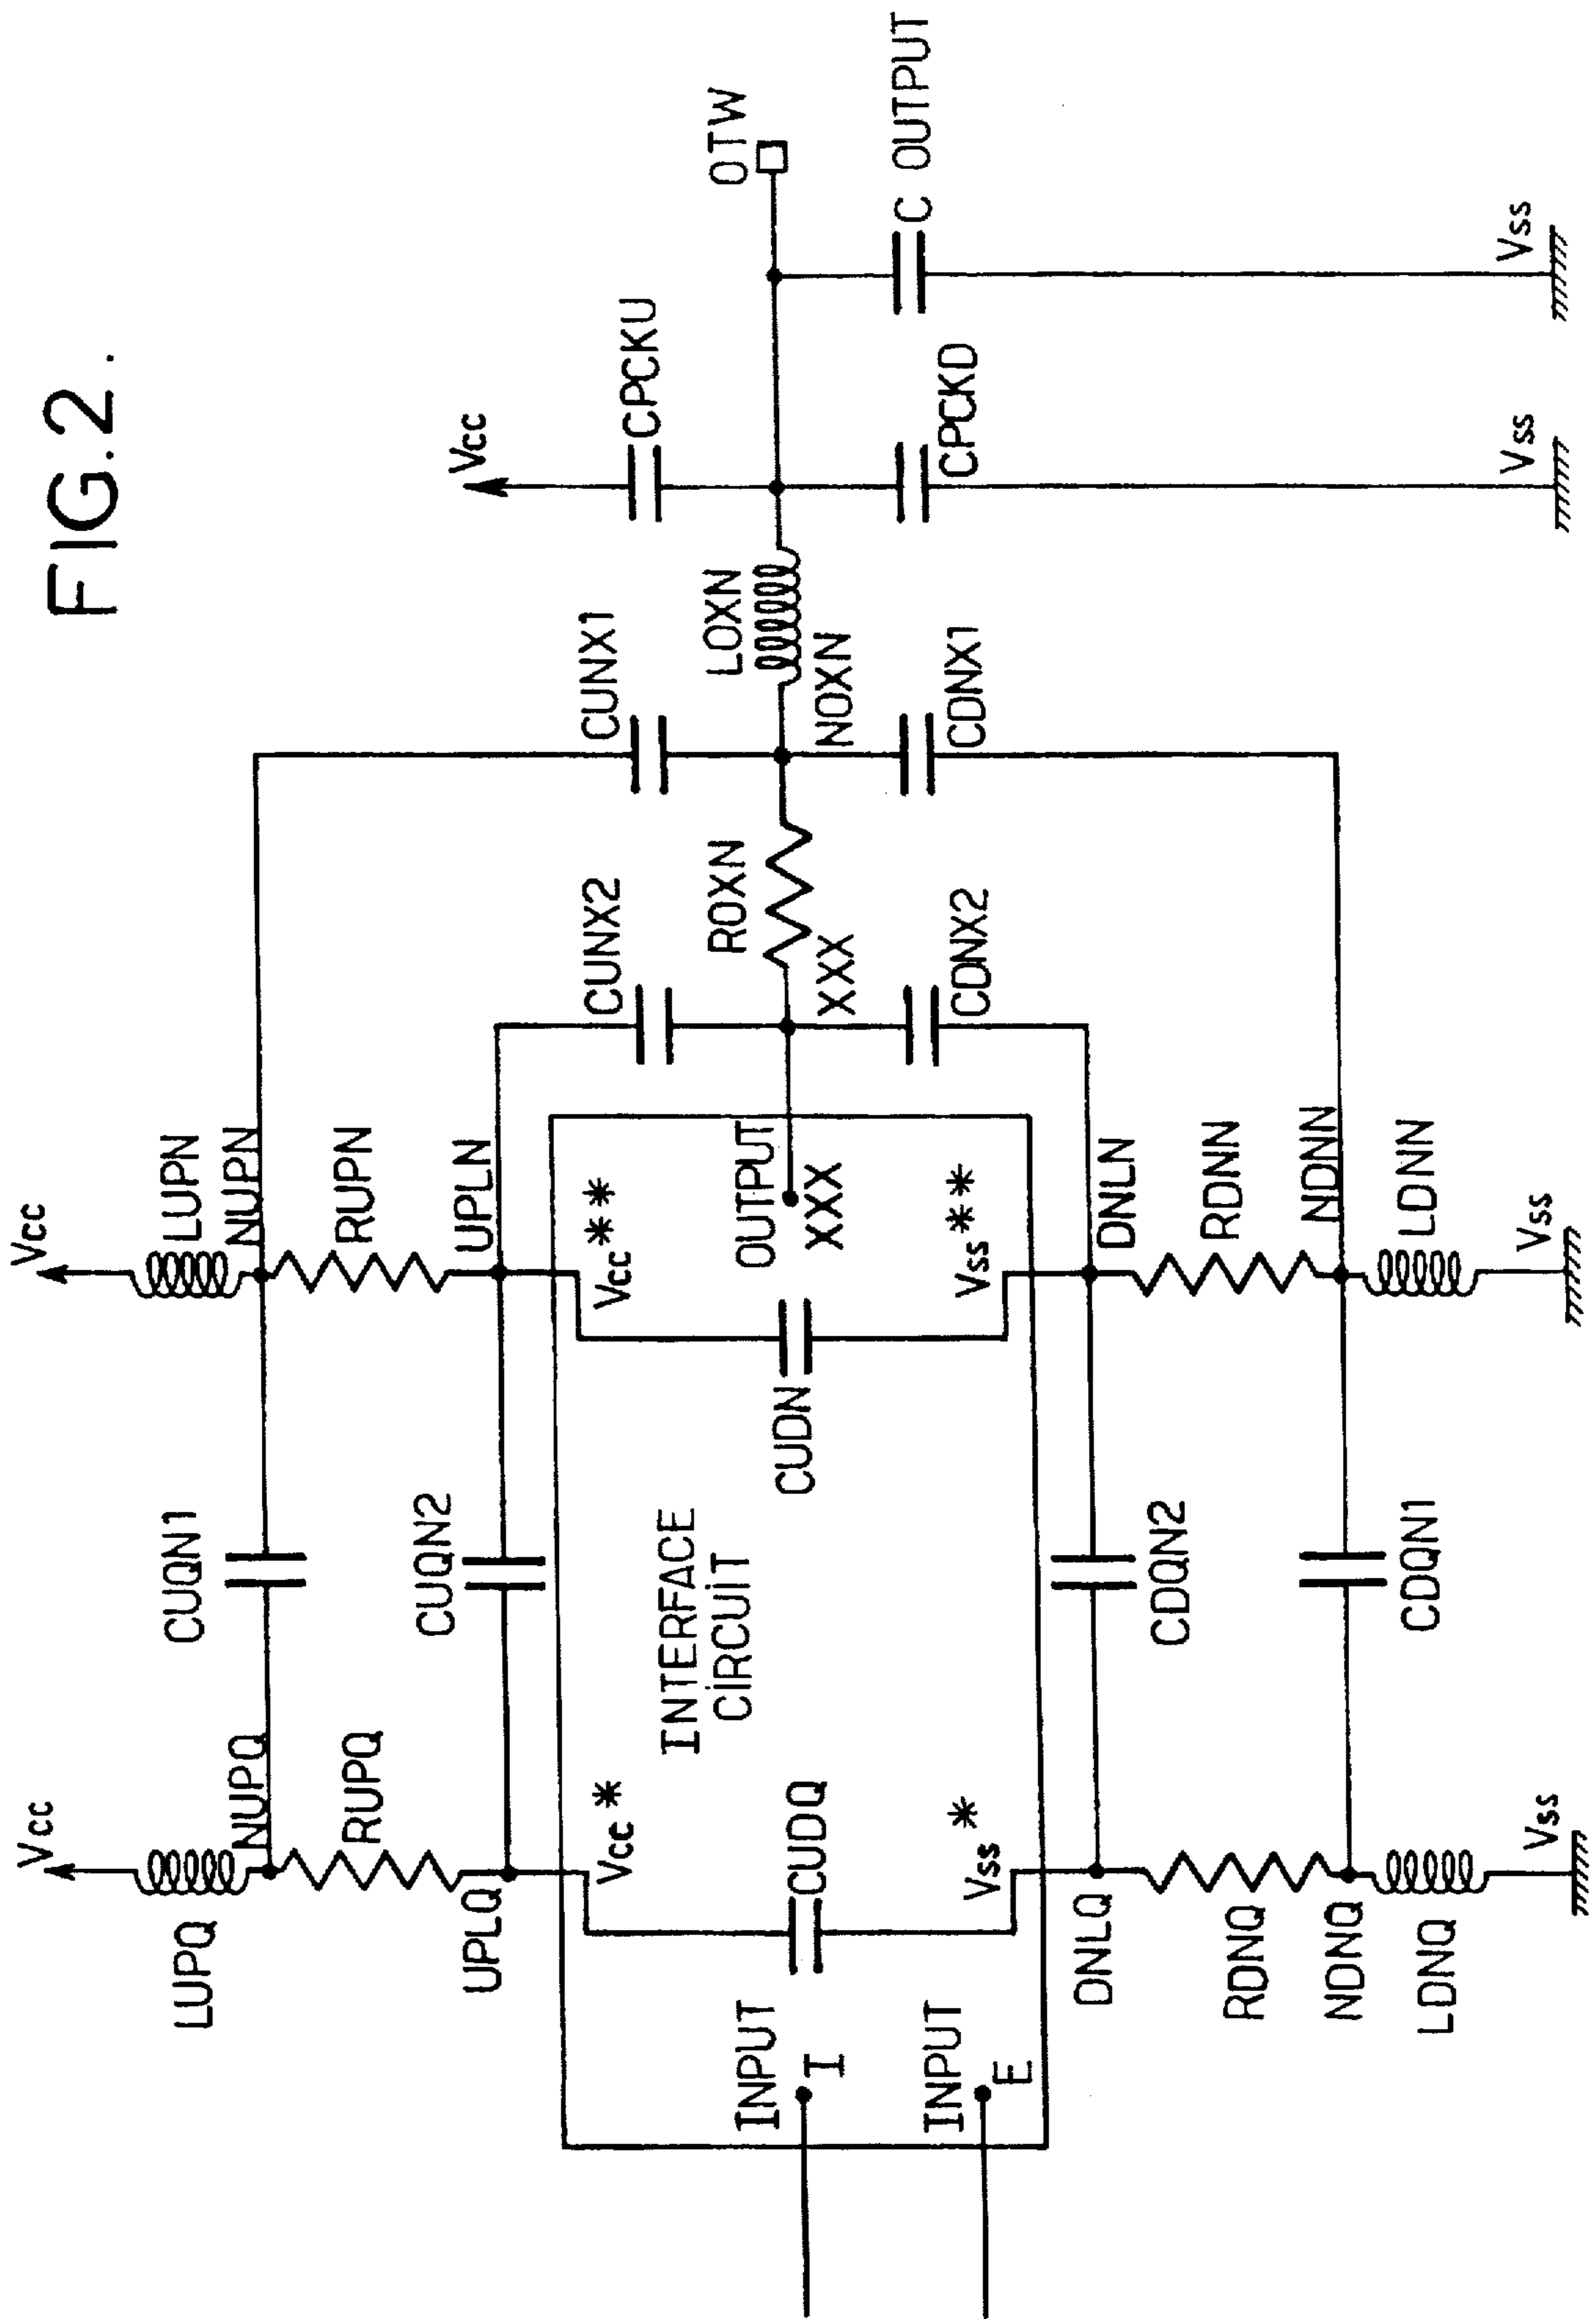 FIG.2.
Vcc
LUPQ
NUPQ
RUPQ
UPLQ
CUQN1
CUQN2
Vcc
LUPN
NUPN
RUPN
UPLN
CUNX2
CUNX1
Vcc
CPCKU
INPUT
I
INPUT
E
Vcc*
CUDQ
Vss*
INTERFACE
CIRCUIT
CUDN
Vcc**
OUTPUT
XXX
Vss**
XXX
ROXN
NOXN
LOXN
OTW
CDNX2
CDNX1
CPCKD
C OUTPUT
DNLQ
RDNQ
NDNQ
LDNQ
Vss
CDQN2
CDQN1
DNLN
RDNN
NDNN
LDNN
Vss
Vss
Vss